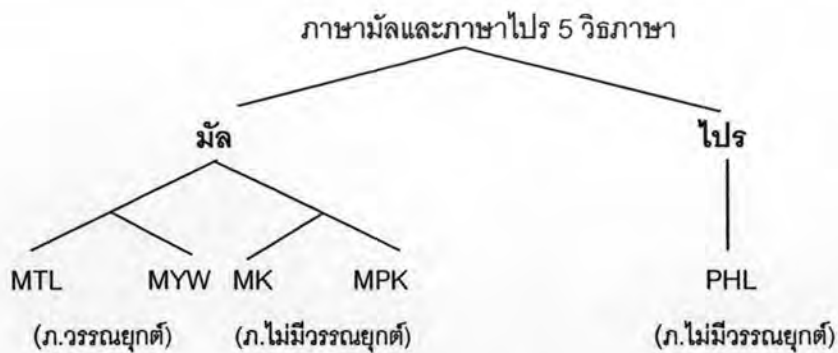 ภาษามัลและภาษาไปร 5 วิธภาษา
มัล ไปร
MTL MYW MK MPK PHL
(ภ.วรรณยุกต์) (ภ.ไม่มีวรรณยุกต์) (ภ.ไม่มีวรรณยุกต์)